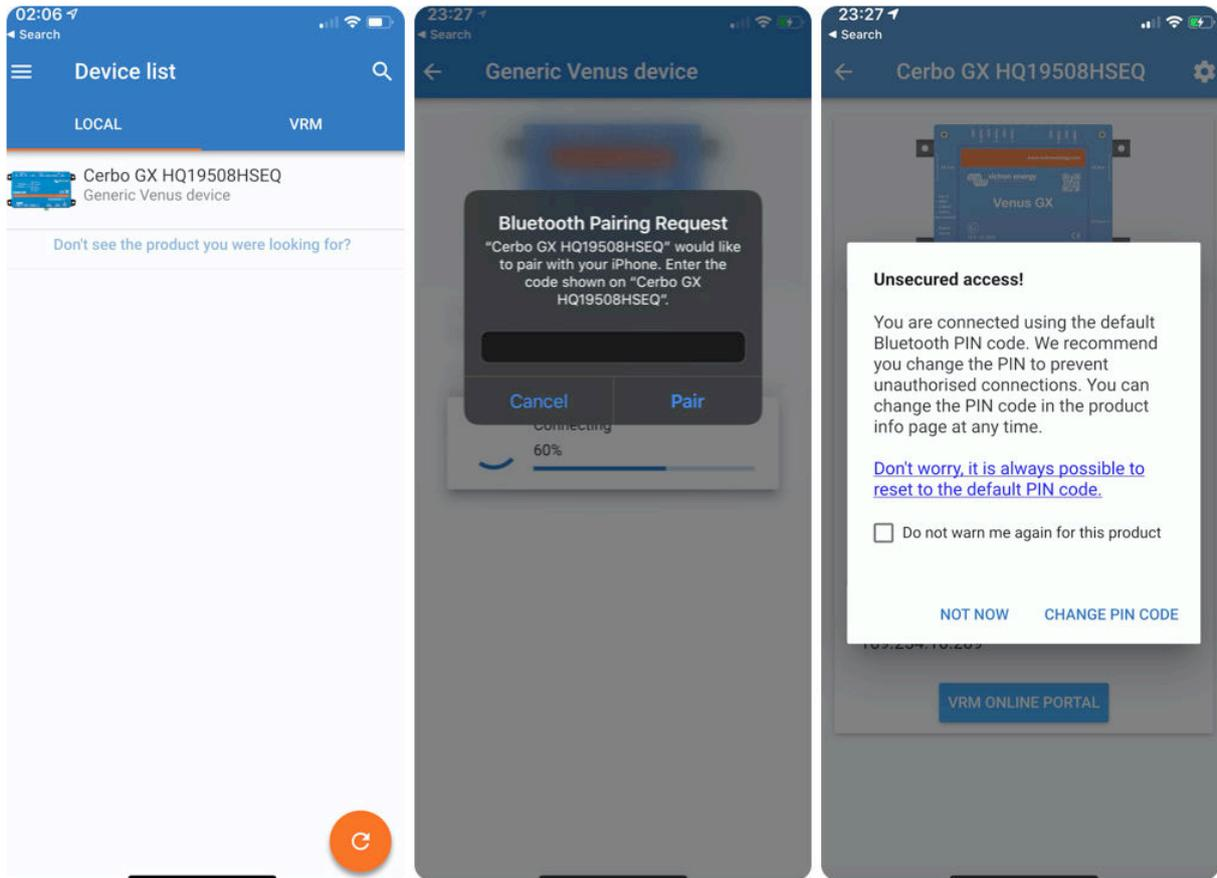 02:06
◀ Search
Device list
LOCAL
VRM
Cerbo GX HQ19508HSEQ
Generic Venus device
Don't see the product you were looking for?
23:27
◀ Search
Generic Venus device
Bluetooth Pairing Request
"Cerbo GX HQ19508HSEQ" would like
to pair with your iPhone. Enter the
code shown on "Cerbo GX
HQ19508HSEQ".
Cancel
Pair
Connecting
60%
23:27
◀ Search
Cerbo GX HQ19508HSEQ
victron energy
Venus GX
Unsecured access!
You are connected using the default
Bluetooth PIN code. We recommend
you change the PIN to prevent
unauthorised connections. You can
change the PIN code in the product
info page at any time.
Don't worry, it is always possible to
reset to the default PIN code.
Do not warn me again for this product
NOT NOW
CHANGE PIN CODE
VRM ONLINE PORTAL